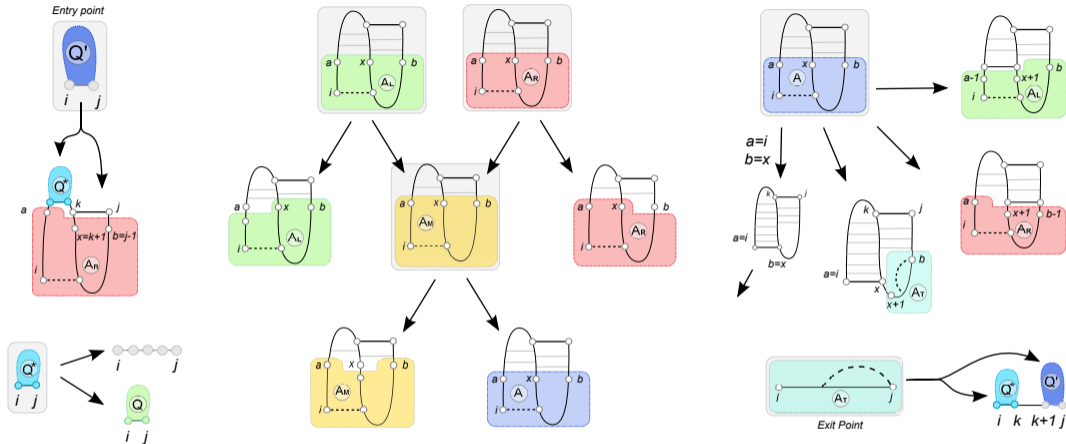 Entry point
Q'
i j
Q*
a k j
x=k+1 b=j-1
i A_R
Q*
i j
i j
Q
i j
a x b
i A_L
a x b
A_R
x b
i A_L
a x b
A_M
i
a b
i A_R
a x b
A_M
i
a x b
i A
a x b
A
i
a-1 x+1 b
i A_L
a=i
b=x
k j
a=i
b=x
k j
a=i x b
x+1 A_T
a
x+1 b-1
i A_R
i A_T j
Exit Point
Q* Q'
i k k+1 j